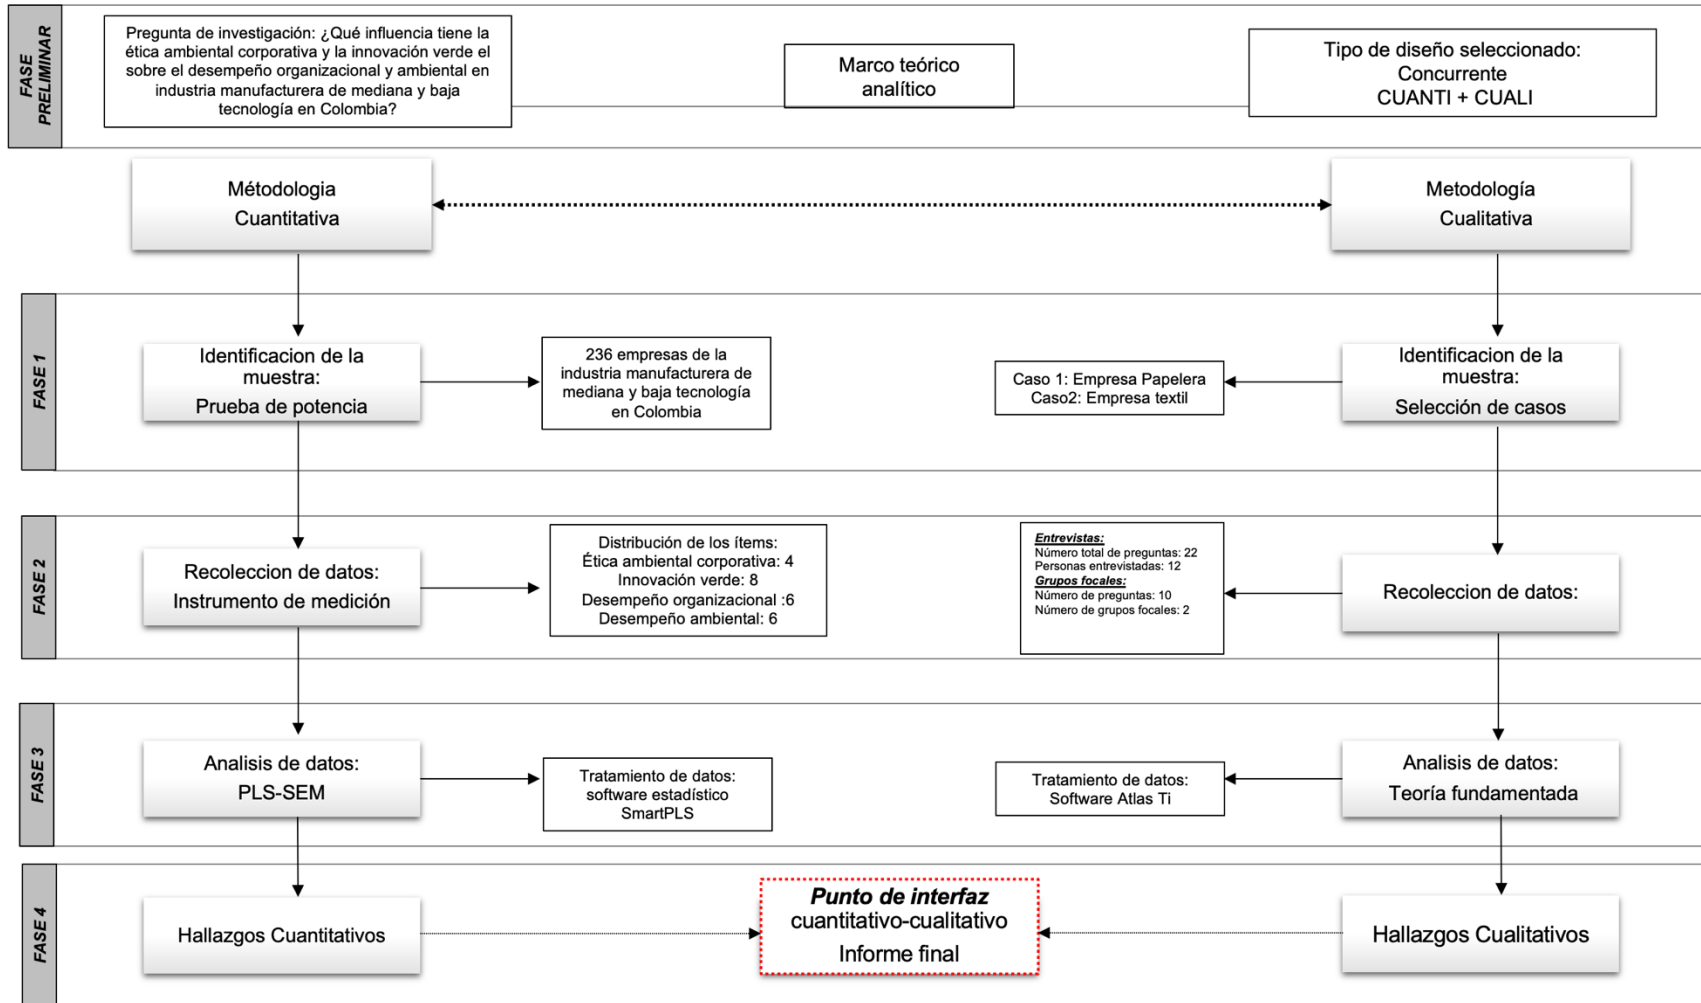 FASE
PRELIMINAR
Pregunta de investigación: ¿Qué influencia tiene la
ética ambiental corporativa y la innovación verde el
sobre el desempeño organizacional y ambiental en
industria manufacturera de mediana y baja
tecnología en Colombia?
Marco teórico
analítico
Tipo de diseño seleccionado:
Concurrente
CUANTI + CUALI
Métodologia
Cuantitativa
Metodología
Cualitativa
FASE 1
Identificacion de la
muestra:
Prueba de potencia
236 empresas de la
industria manufacturera de
mediana y baja tecnología
en Colombia
Caso 1: Empresa Papelera
Caso2: Empresa textil
Identificacion de la
muestra:
Selección de casos
FASE 2
Recoleccion de datos:
Instrumento de medición
Distribución de los ítems:
Ética ambiental corporativa: 4
Innovación verde: 8
Desempeño organizacional :6
Desempeño ambiental: 6
Entrevistas:
Número total de preguntas: 22
Personas entrevistadas: 12
Grupos focales:
Número de preguntas: 10
Número de grupos focales: 2
Recoleccion de datos:
FASE 3
Analisis de datos:
PLS-SEM
Tratamiento de datos:
software estadístico
SmartPLS
Tratamiento de datos:
Software Atlas Ti
Analisis de datos:
Teoría fundamentada
FASE 4
Hallazgos Cuantitativos
Punto de interfaz
cuantitativo-cualitativo
Informe final
Hallazgos Cualitativos